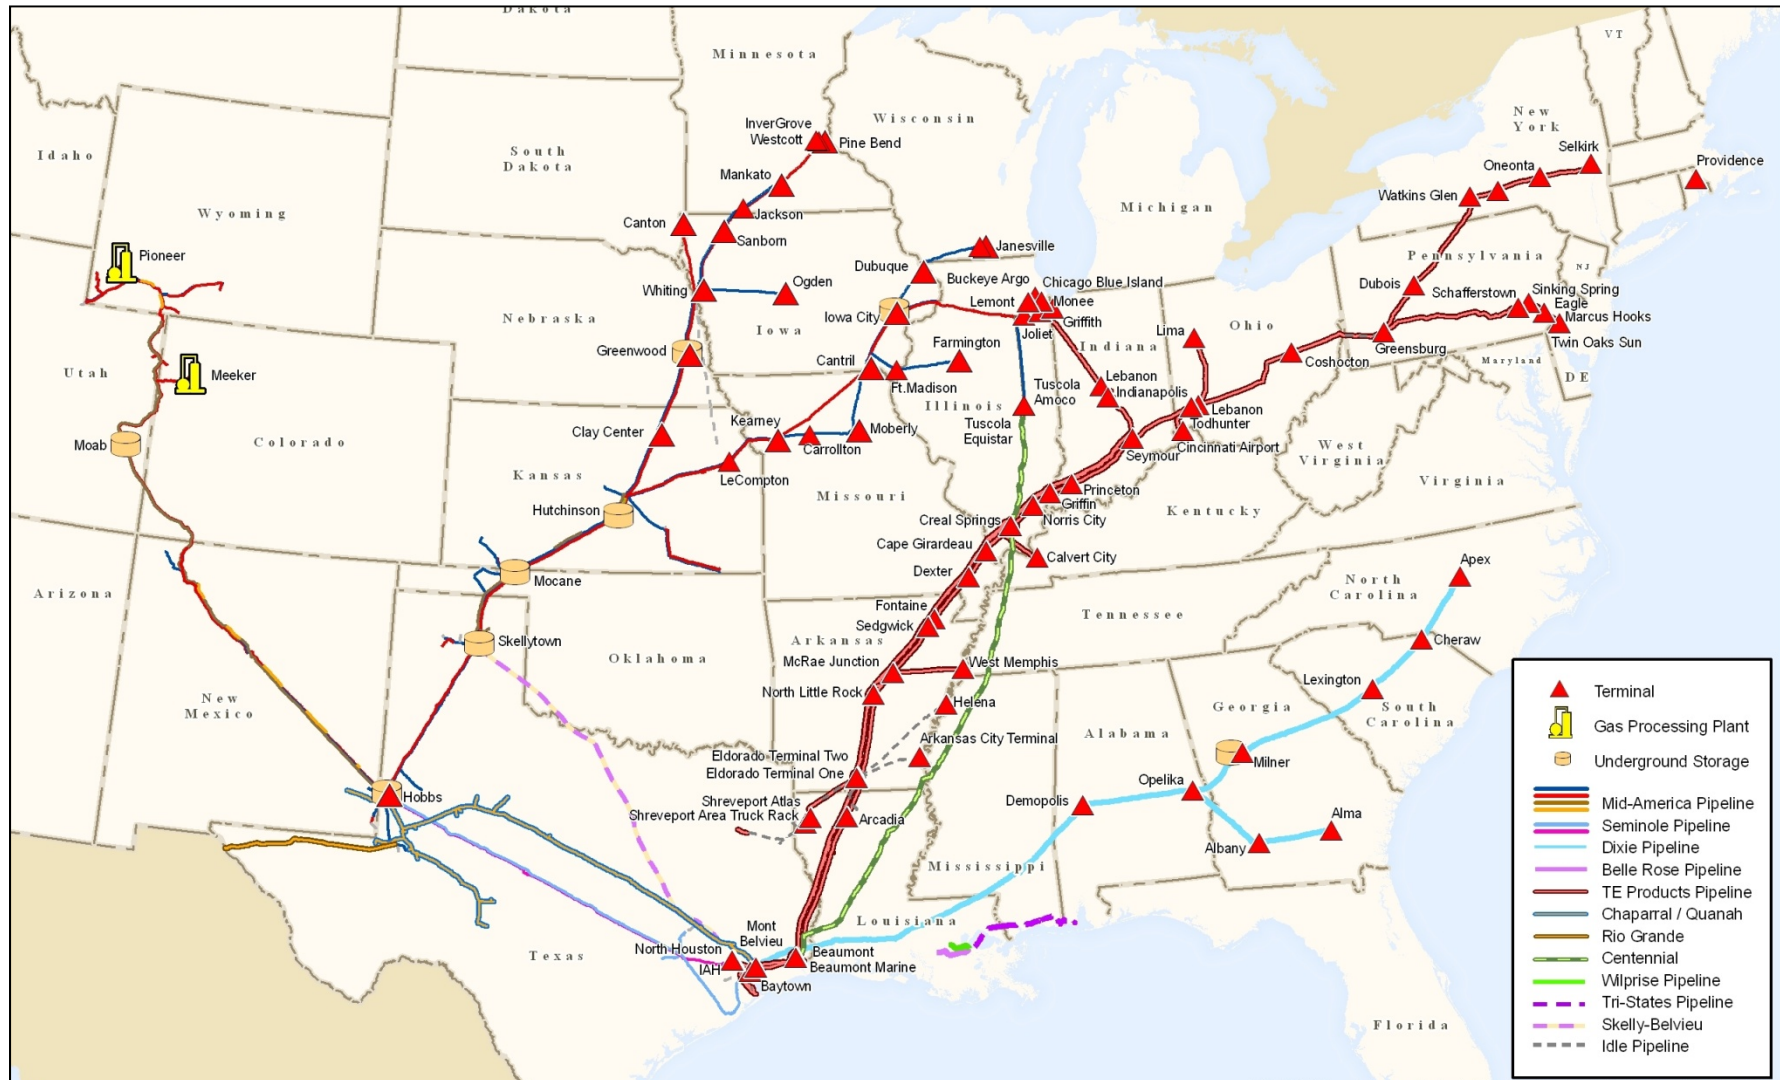 Dakota
Minnesota
VT
InverGrove
Westcott
Pine Bend
Wisconsin
New
York
Idaho
South
Dakota
Selkirk
Oneonta
Providence
Mankato
Watkins Glen
Wyoming
Jackson
Michigan
Canton
Sanborn
Janesville
Pioneer
Dubuque
Pennsylvania
NJ
Buckeye Argo
Chicago Blue Island
Whiting
Ogden
Dubois
Schafferstown
Sinking Spring
Eagle
Lemont
Monee
Marcus Hooks
Nebraska
Iowa City
Iowa
Griffith
Joliet
Lima
Ohio
Twin Oaks Sun
Greenwood
Farmington
Indiana
Greensburg
Cantril
Coshocton
Maryland
Utah
Meeker
Ft.Madison
Lebanon
DE
Tuscola
Amoco
Indianapolis
Illinois
Lebanon
Kearney
Todhunter
Tuscola
Equistar
Clay Center
Moberly
Moab
Colorado
Carrollton
Seymour
Cincinnati Airport
West
Virginia
Kansas
LeCompton
Virginia
Missouri
Princeton
Griffin
Hutchinson
Creal Springs
Norris City
Kentucky
Cape Girardeau
Calvert City
Apex
Mocane
Dexter
North
Carolina
Arizona
Fontaine
Tennessee
Sedgwick
Arkansas
Skellytown
Cheraw
Oklahoma
McRae Junction
West Memphis
North Little Rock
Lexington
New
Mexico
Helena
Georgia
South
Carolina
Alabama
Arkansas City Terminal
Eldorado Terminal Two
Eldorado Terminal One
Milner
Opelika
Hobbs
Shreveport Atlas
Shreveport Area Truck Rack
Arcadia
Demopolis
Alma
Albany
Mississippi
Louisiana
Mont
Belvieu
North Houston
Texas
IAH
Beaumont
Beaumont Marine
Baytown
Florida
Terminal
Gas Processing Plant
Underground Storage
Mid-America Pipeline
Seminole Pipeline
Dixie Pipeline
Belle Rose Pipeline
TE Products Pipeline
Chaparral / Quanah
Rio Grande
Centennial
Wilprise Pipeline
Tri-States Pipeline
Skelly-Belvieu
Idle Pipeline